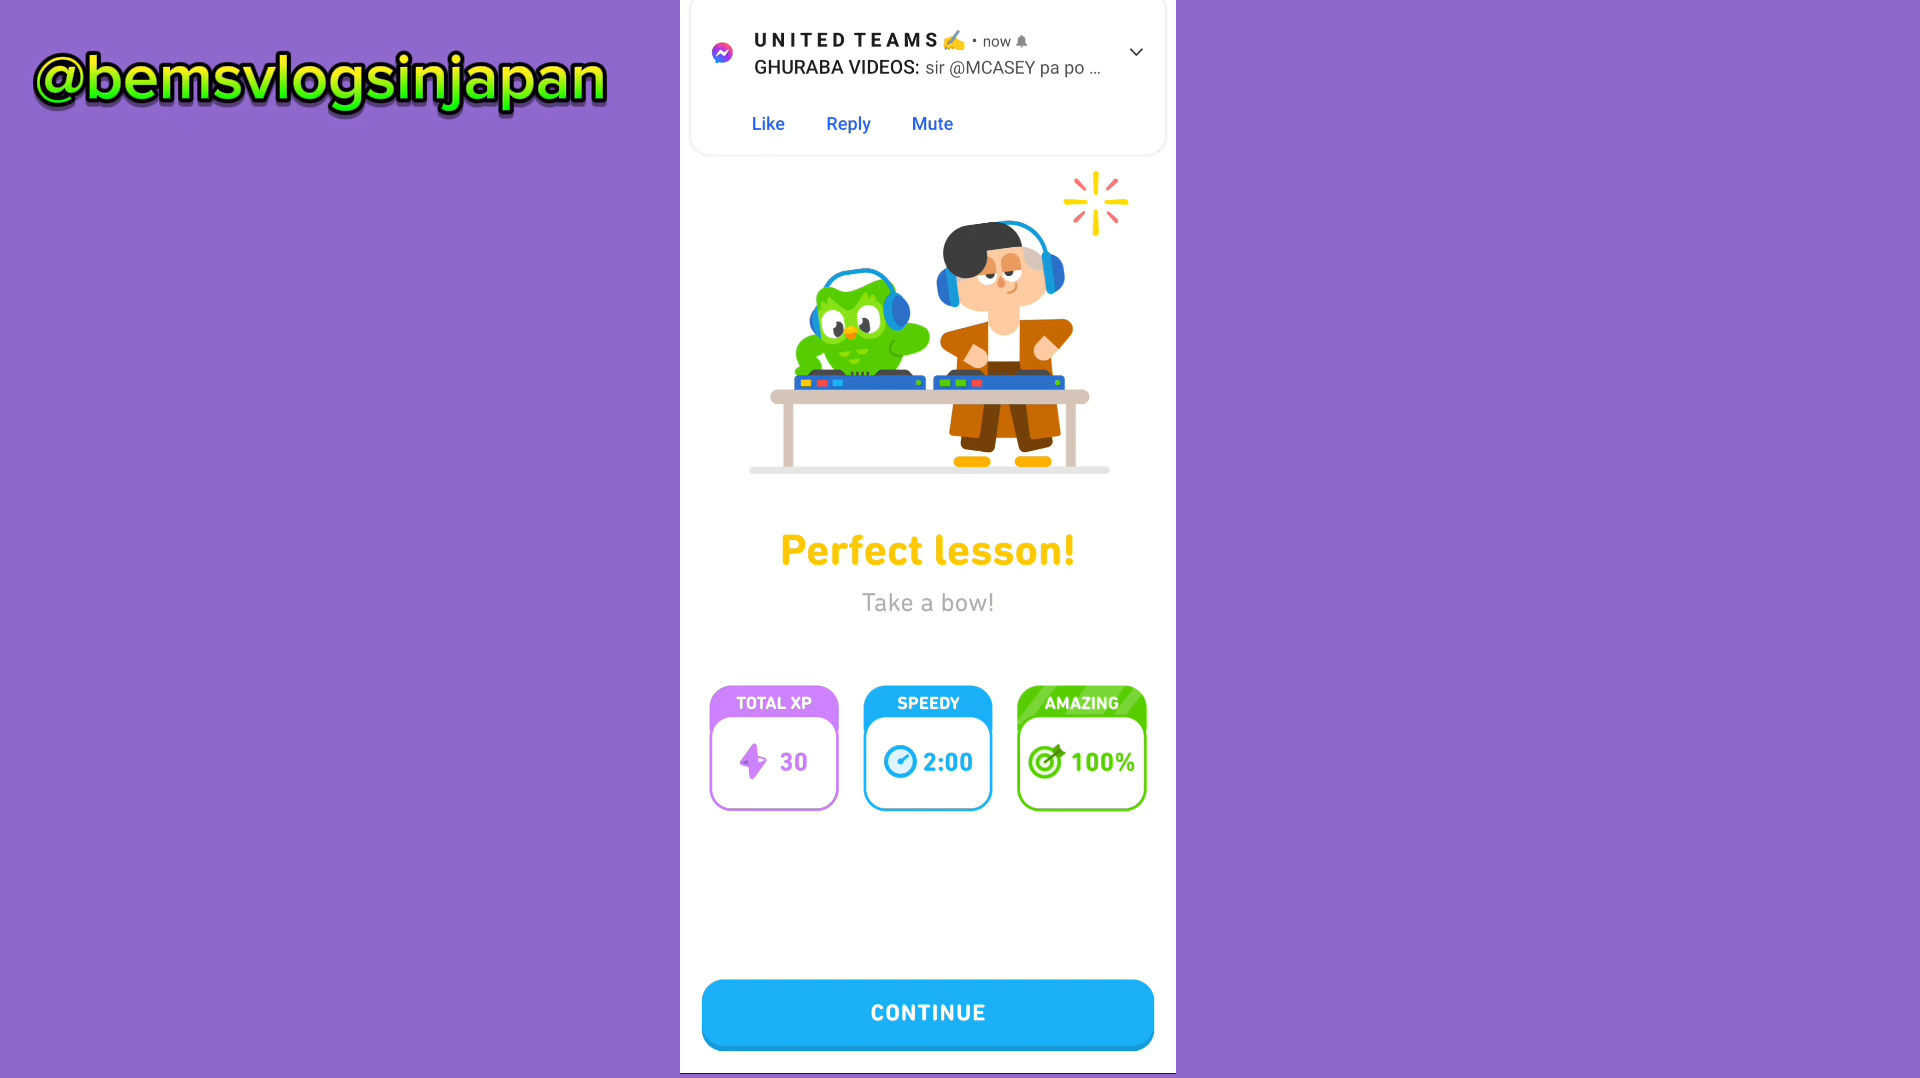 @bemsvlogsinjapan
UNITED TEAMS✍️ • now
GHURABA VIDEOS: sir @MCASEY pa po ...
Like Reply Mute
Perfect lesson!
Take a bow!
TOTAL XP SPEEDY AMAZING
30 2:00 100%
CONTINUE